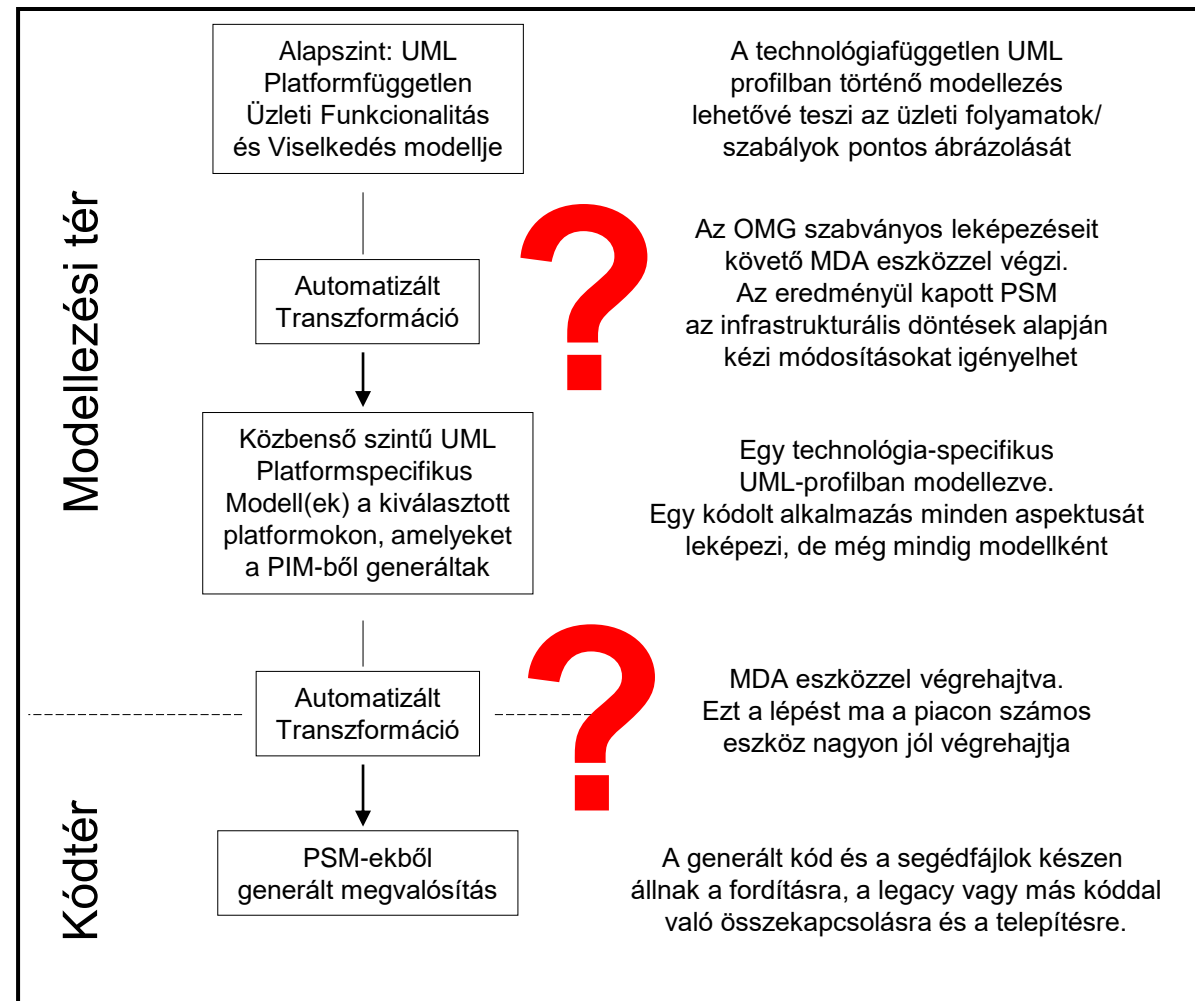 Alapszint: UML
Platformfüggetlen
Üzleti Funkcionalitás
és Viselkedés modellje
A technológiafüggetlen UML
profilban történő modellezés
lehetővé teszi az üzleti folyamatok/
szabályok pontos ábrázolását
Modellezési tér
?
Automatizált
Transzformáció
Az OMG szabványos leképezéseit
követő MDA eszközzel végzi.
Az eredményül kapott PSM
az infrastrukturális döntések alapján
kézi módosításokat igényelhet
Közbenső szintű UML
Platformspecifikus
Modell(ek) a kiválasztott
platformokon, amelyeket
a PIM-ből generáltak
Egy technológia-specifikus
UML-profilban modellezve.
Egy kódolt alkalmazás minden aspektusát
leképezi, de még mindig modellként
?
Automatizált
Transzformáció
MDA eszközzel végrehajtva.
Ezt a lépést ma a piacon számos
eszköz nagyon jól végrehajtja
Kódtér
PSM-ekből
generált megvalósítás
A generált kód és a segédfájlok készen
állnak a fordításra, a legacy vagy más kóddal
való összekapcsolásra és a telepítésre.